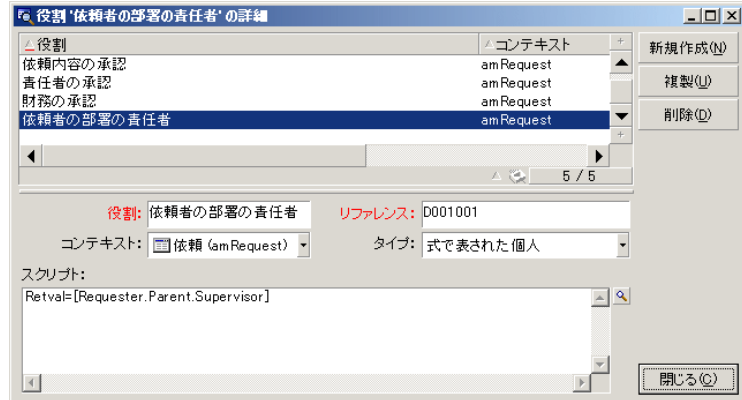 役割 '依頼者の部署の責任者' の詳細
役割 コンテキスト
依頼内容の承認 amRequest
責任者の承認 amRequest
財務の承認 amRequest
依頼者の部署の責任者 amRequest
5 / 5
新規作成(N)
複製(U)
削除(D)
役割: 依頼者の部署の責任者 リファレンス: D001001
コンテキスト: 依頼 (amRequest) タイプ: 式で表された個人
スクリプト:
Retval=[Requester.Parent.Supervisor]
閉じる(C)